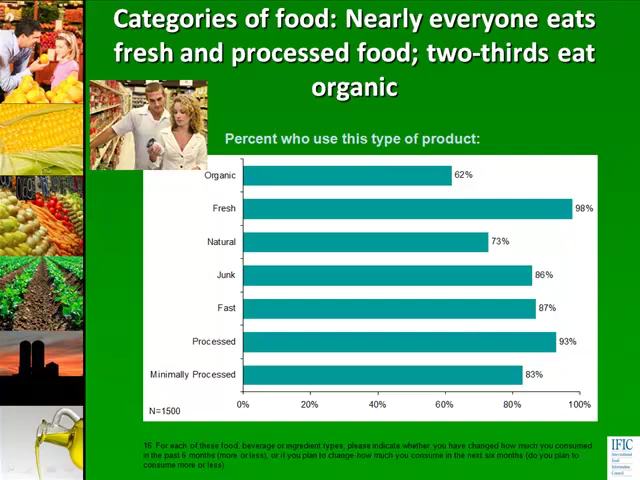 Categories of food: Nearly everyone eats
fresh and processed food; two-thirds eat
organic
Percent who use this type of product:
Organic 62%
Fresh 98%
Natural 73%
Junk 86%
Fast 87%
Processed 93%
Minimally Processed 83%
0% 20% 40% 60% 80% 100%
N=1500
16. For each of these food, beverage or ingredient types, please indicate whether you have changed how much you consumed
in the past 6 months (more or less), or if you plan to change-how much you consume in the next six months (do you plan to
consume more or less)
IFIC
International
Food
Information
Council